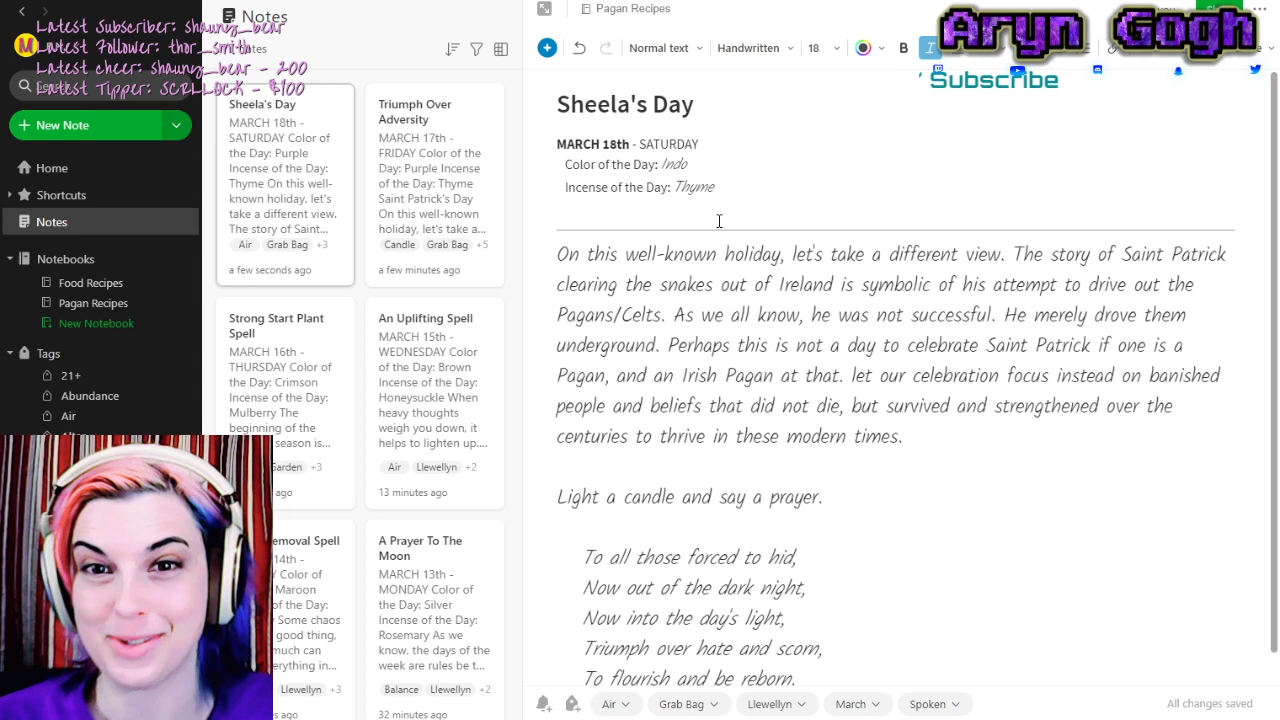 Latest Subscriber: shauny_bear
Latest Follower: thor_smith
Latest cheer: shauny_bear - 200
Latest Tipper: SCRLLOCK - $100
Notes
Notes
New Note
Home
Shortcuts
Notes
Notebooks
Food Recipes
Pagan Recipes
New Notebook
Tags
21+
Abundance
Air
Sheela's Day
MARCH 18th -
SATURDAY Color of
the Day: Purple
Incense of the Day:
Thyme On this well-
known holiday, let's
take a different view.
The story of Saint...
Air Grab Bag +3
a few seconds ago
Triumph Over
Adversity
MARCH 17th -
FRIDAY Color of the
Day: Purple Incense
of the Day: Thyme
Saint Patrick's Day
On this well-known
holiday, let's take a...
Candle Grab Bag +5
a few minutes ago
Strong Start Plant
Spell
MARCH 16th -
THURSDAY Color of
the Day: Crimson
Incense of the Day:
Mulberry The
beginning of the
season is...
+3
ago
An Uplifting Spell
MARCH 15th -
WEDNESDAY Color
of the Day: Brown
Incense of the Day:
Honeysuckle When
heavy thoughts
weigh you down, it
helps to lighten up....
Air Llewellyn +2
13 minutes ago
Spell
14th -
Color of
Maroon
of the Day:
Some chaos
good thing,
much can
everything in...
Llewellyn +3
ago
A Prayer To The
Moon
MARCH 13th -
MONDAY Color of
the Day: Silver
Incense of the Day:
Rosemary As we
know, the days of the
week are rules be t...
Balance Llewellyn +2
32 minutes ago
Pagan Recipes
Normal text Handwritten 18 B I
Aryn Gogh
Subscribe
Sheela's Day
MARCH 18th - SATURDAY
Color of the Day: Indo
Incense of the Day: Thyme
On this well-known holiday, let's take a different view. The story of Saint Patrick
clearing the snakes out of Ireland is symbolic of his attempt to drive out the
Pagans/Celts. As we all know, he was not successful. He merely drove them
underground. Perhaps this is not a day to celebrate Saint Patrick if one is a
Pagan, and an Irish Pagan at that. let our celebration focus instead on banished
people and beliefs that did not die, but survived and strengthened over the
centuries to thrive in these modern times.
Light a candle and say a prayer.
To all those forced to hid,
Now out of the dark night,
Now into the day's light,
Triumph over hate and scorn,
To flourish and be reborn.
Air Grab Bag Llewellyn March Spoken
All changes saved